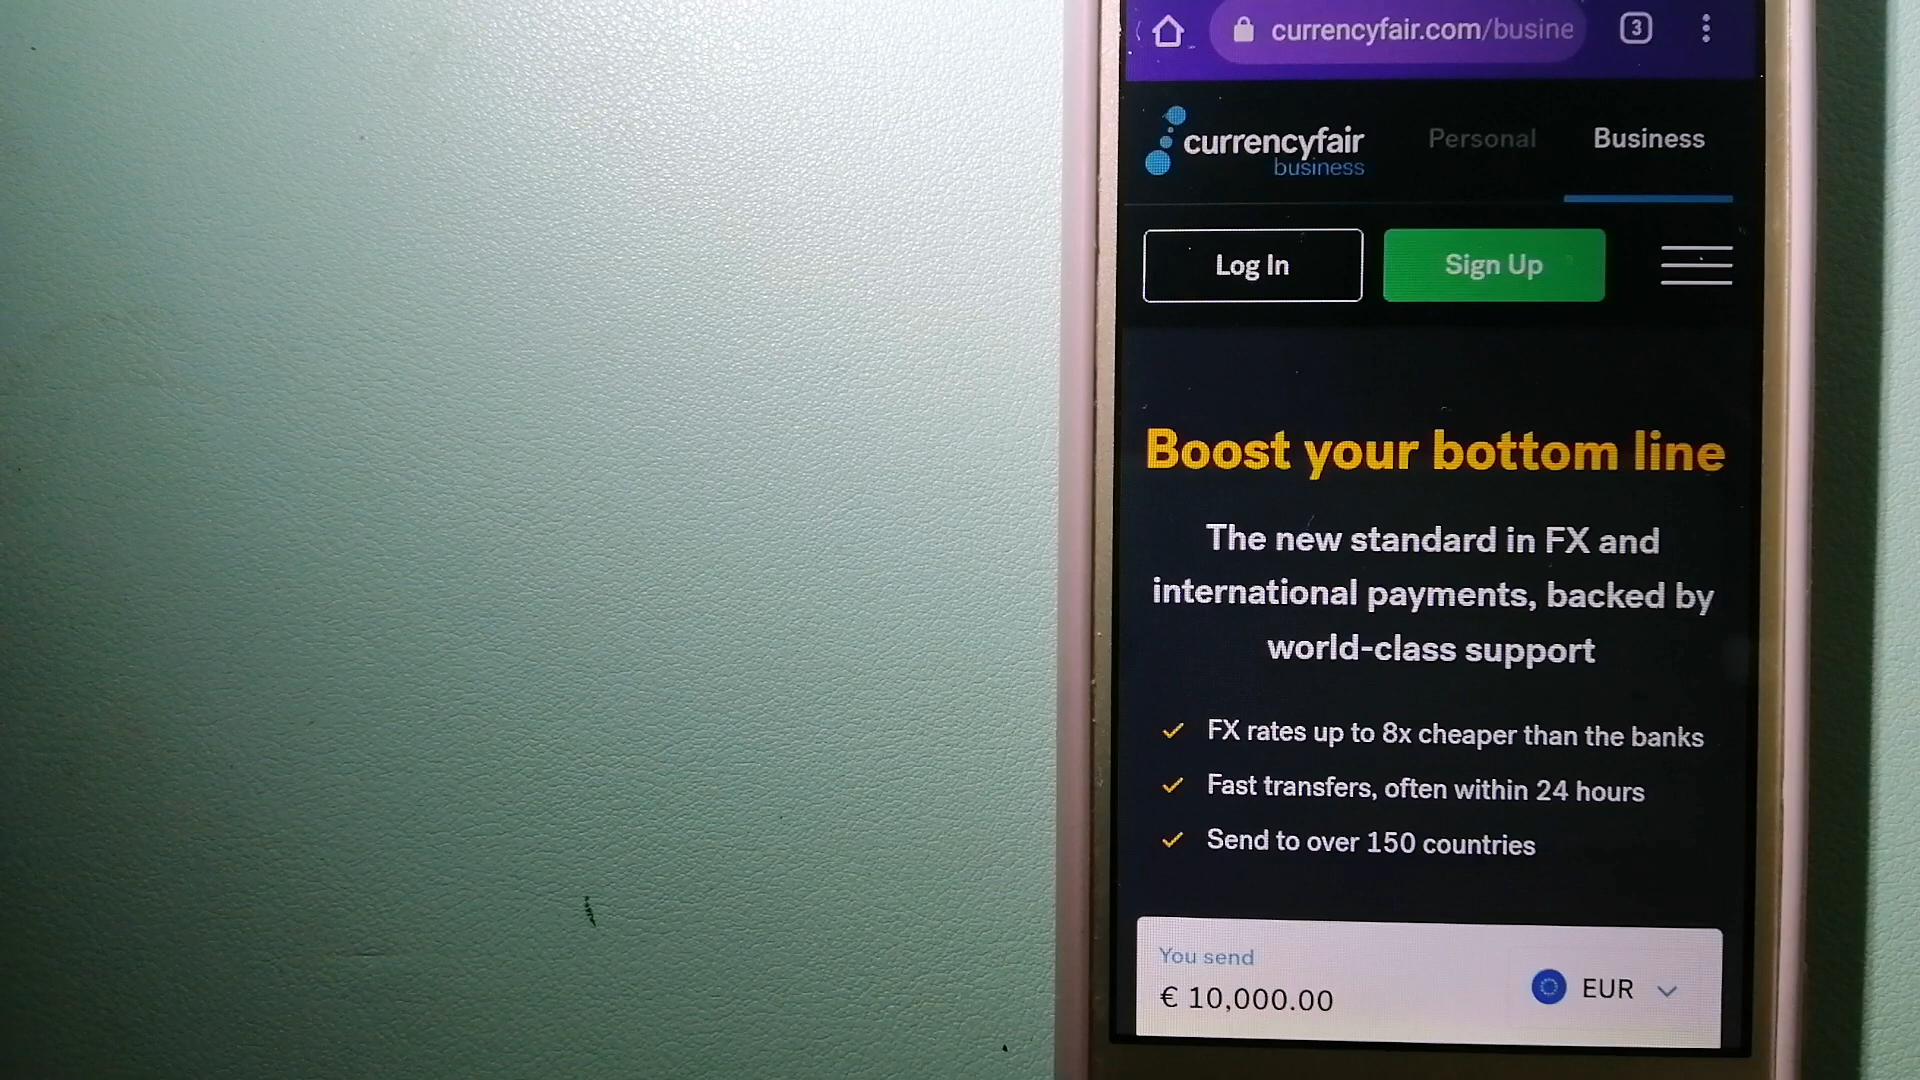 currencyfair.com/busine
3
currencyfair
business
Personal
Business
Log In
Sign Up
Boost your bottom line
The new standard in FX and
international payments, backed by
world-class support
FX rates up to 8x cheaper than the banks
Fast transfers, often within 24 hours
Send to over 150 countries
You send
€ 10,000.00
EUR